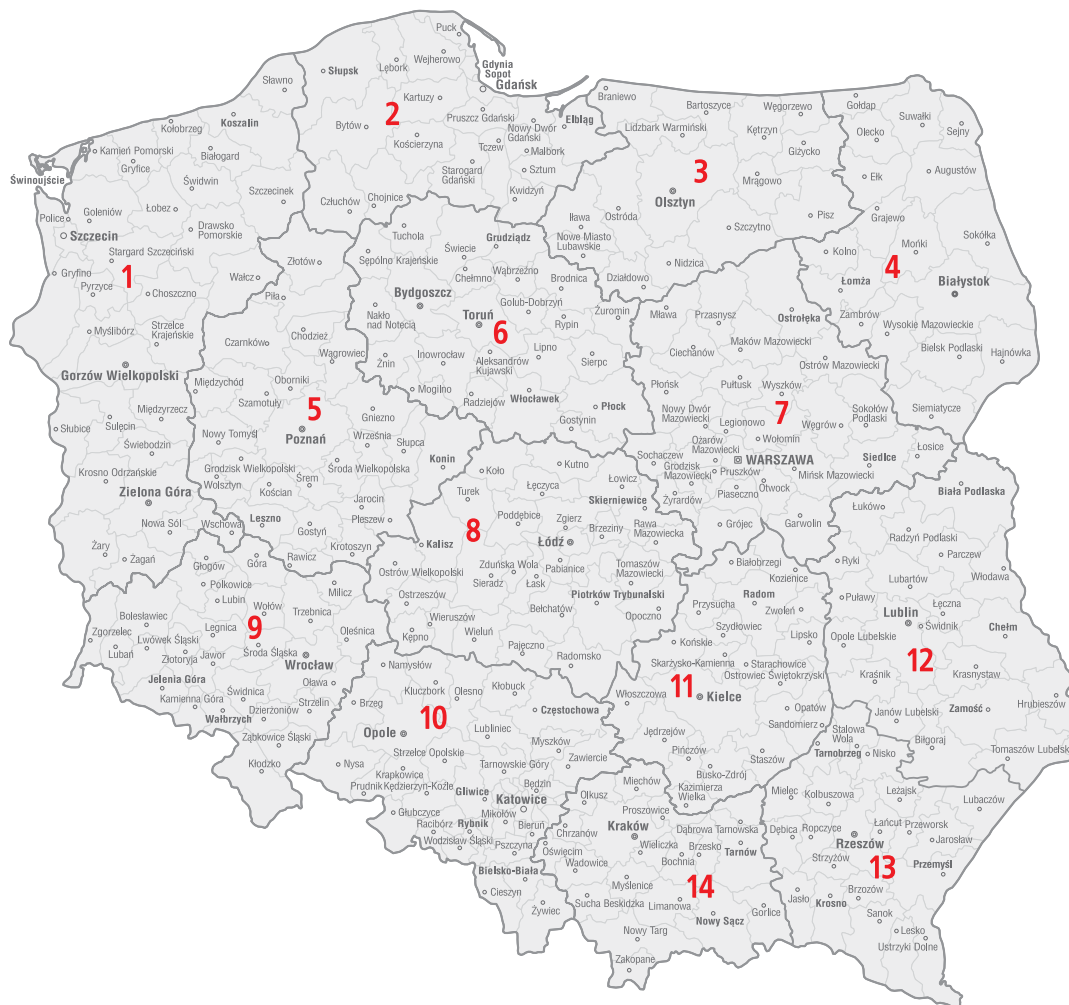 Puck
Gdynia
Sopot
Gdańsk
Wejherowo
Lębork
Słupsk
Sławno
2
Kartuzy
Pruszcz Gdański
Bytów
Kościerzyna
Nowy Dwór
Gdański
Elbląg
Tczew
Malbork
Starogard
Gdański
Sztum
Kwidzyn
Chojnice
Człuchów
Koszalin
Kołobrzeg
Kamień Pomorski
Gryfice
Białogard
Świnoujście
Świdwin
Szczecinek
Police
Goleniów
Łobez
Drawsko
Pomorskie
Szczecin
Stargard Szczeciński
1
Gryfino
Pyrzyce
Choszczno
Wałcz
Myślibórz
Strzelce
Krajeńskie
Gorzów Wielkopolski
Międzyrzecz
Słubice
Sulęcin
Świebodzin
Krosno Odrzańskie
Zielona Góra
Nowa Sól
Wschowa
Żary
Żagań
Braniewo
Bartoszyce
Węgorzewo
Lidzbark Warmiński
Kętrzyn
Giżycko
3
Olsztyn
Mrągowo
Pisz
Szczytno
Iława
Ostróda
Nowe Miasto
Lubawskie
Nidzica
Działdowo
Gołdap
Suwałki
Sejny
Olecko
Ełk
Augustów
Grajewo
Kolno
Mońki
Sokółka
4
Łomża
Białystok
Zambrów
Wysokie Mazowieckie
Bielsk Podlaski
Hajnówka
Siematycze
Złotów
Piła
Czarnków
Chodzież
Wągrowiec
Międzychód
Oborniki
Szamotuły
5
Poznań
Gniezno
Nowy Tomyśl
Września
Słupca
Konin
Grodzisk Wielkopolski
Wolsztyn
Środa Wielkopolska
Śrem
Kościan
Jarocin
Pleszew
Leszno
Gostyń
Krotoszyn
Rawicz
Tuchola
Sępólno Krajeńskie
Świecie
Grudziądz
Chełmno
Wąbrzeźno
Brodnica
Bydgoszcz
Golub-Dobrzyń
Nakło
nad Notecią
Toruń
6
Rypin
Żnin
Inowrocław
Aleksandrów
Kujawski
Lipno
Sierpc
Mogilno
Radziejów
Włocławek
Płock
Gostynin
Żuromin
Mława
Przasnysz
Ostrołęka
Ciechanów
Maków Mazowiecki
Ostrów Mazowiecki
Płońsk
Pułtusk
Wyszków
7
Nowy Dwór
Mazowiecki
Legionowo
Wołomin
Węgrów
Sokołów
Podlaski
Łosice
Siedlce
Ożarów
Mazowiecki
Sochaczew
WARSZAWA
Grodzisk
Mazowiecki
Pruszków
Mińsk Mazowiecki
Otwock
Żyrardów
Piaseczno
Garwolin
Grójec
Koło
Kutno
Łowicz
Turek
Łęczyca
Skierniewice
Poddębice
Zgierz
Brzeziny
Rawa
Mazowiecka
8
Kalisz
Łódź
Ostrów Wielkopolski
Zduńska Wola
Pabianice
Sieradz
Łask
Tomaszów
Mazowiecki
Ostrzeszów
Piotrków Trybunalski
Bełchatów
Opoczno
Wieruszów
Kępno
Wieluń
Pajęczno
Radomsko
Głogów
Góra
Polkowice
Milicz
Lubin
Wołów
Trzebnica
Bolesławiec
9
Legnica
Oleśnica
Zgorzelec
Lwówek Śląski
Lubań
Złotoryja
Jawor
Środa Śląska
Wrocław
Jelenia Góra
Oława
Kamienna Góra
Świdnica
Strzelin
Wałbrzych
Dzierżoniów
Ząbkowice Śląski
Kłodzko
Namysłów
Kluczbork
Olesno
Kłobuck
Brzeg
10
Częstochowa
Opole
Lubliniec
Myszków
Strzelce Opolskie
Zawiercie
Tarnowskie Góry
Nysa
Krapkowice
Prudnik
Kędzierzyn-Koźle
Gliwice
Będzin
Katowice
Głubczyce
Mikołów
Racibórz
Rybnik
Bieruń
Wodzisław Śląski
Pszczyna
Bielsko-Biała
Cieszyn
Żywiec
Białobrzegi
Kozienice
Radom
Przysucha
Zwoleń
Szydłowiec
Końskie
Lipsko
Skarżysko-Kamienna
Starachowice
Ostrowiec Świętokrzyski
11
Włoszczowa
Kielce
Opatów
Sandomierz
Jędrzejów
Pińczów
Staszów
Busko-Zdrój
Kazimierza
Wielka
Biała Podlaska
Łuków
Radzyń Podlaski
Parczew
Ryki
Włodawa
Lubartów
Puławy
Łęczna
Lublin
Świdnik
Chełm
Opole Lubelskie
12
Kraśnik
Krasnystaw
Zamość
Hrubieszów
Janów Lubelski
Biłgoraj
Tomaszów Lubelsk
Stalowa
Wola
Tarnobrzeg
Nisko
Mielec
Kolbuszowa
Leżajsk
Lubaczów
Dębica
Ropczyce
Łańcut
Przeworsk
Rzeszów
Jarosław
Strzyżów
13
Przemyśl
Jasło
Krosno
Brzozów
Sanok
Lesko
Ustrzyki Dolne
Olkusz
Miechów
Proszowice
Chrzanów
Kraków
Dąbrowa Tarnowska
Oświęcim
Wieliczka
Brzesko
Bochnia
Tarnów
Wadowice
Myślenice
14
Sucha Beskidzka
Limanowa
Nowy Sącz
Gorlice
Nowy Targ
Zakopane